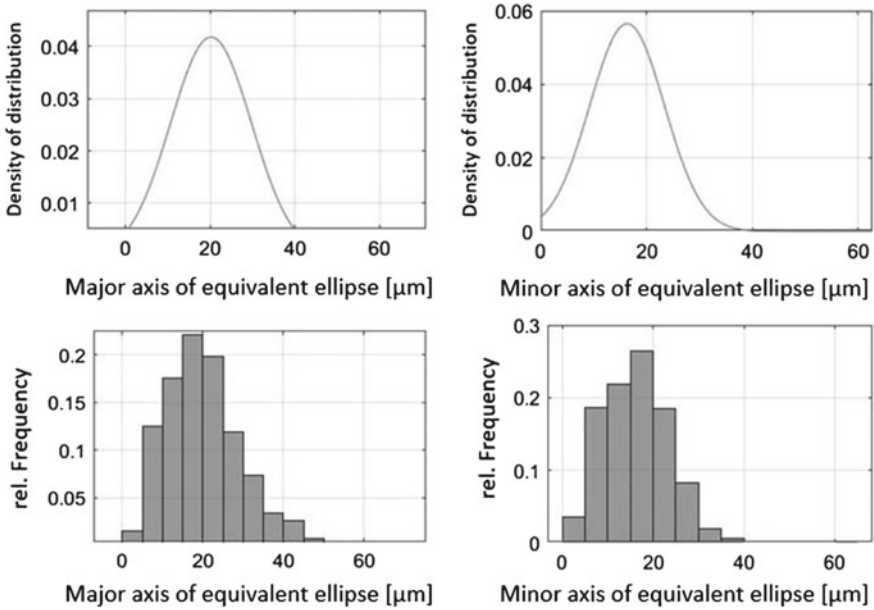 Density of distribution
0.04
0.03
0.02
0.01
0 20 40 60
Major axis of equivalent ellipse [µm]
Density of distribution
0.06
0.04
0.02
0
0 20 40 60
Minor axis of equivalent ellipse [µm]
rel. Frequency
0.2
0.15
0.1
0.05
0 20 40 60
Major axis of equivalent ellipse [µm]
rel. Frequency
0.3
0.2
0.1
0
0 20 40 60
Minor axis of equivalent ellipse [µm]